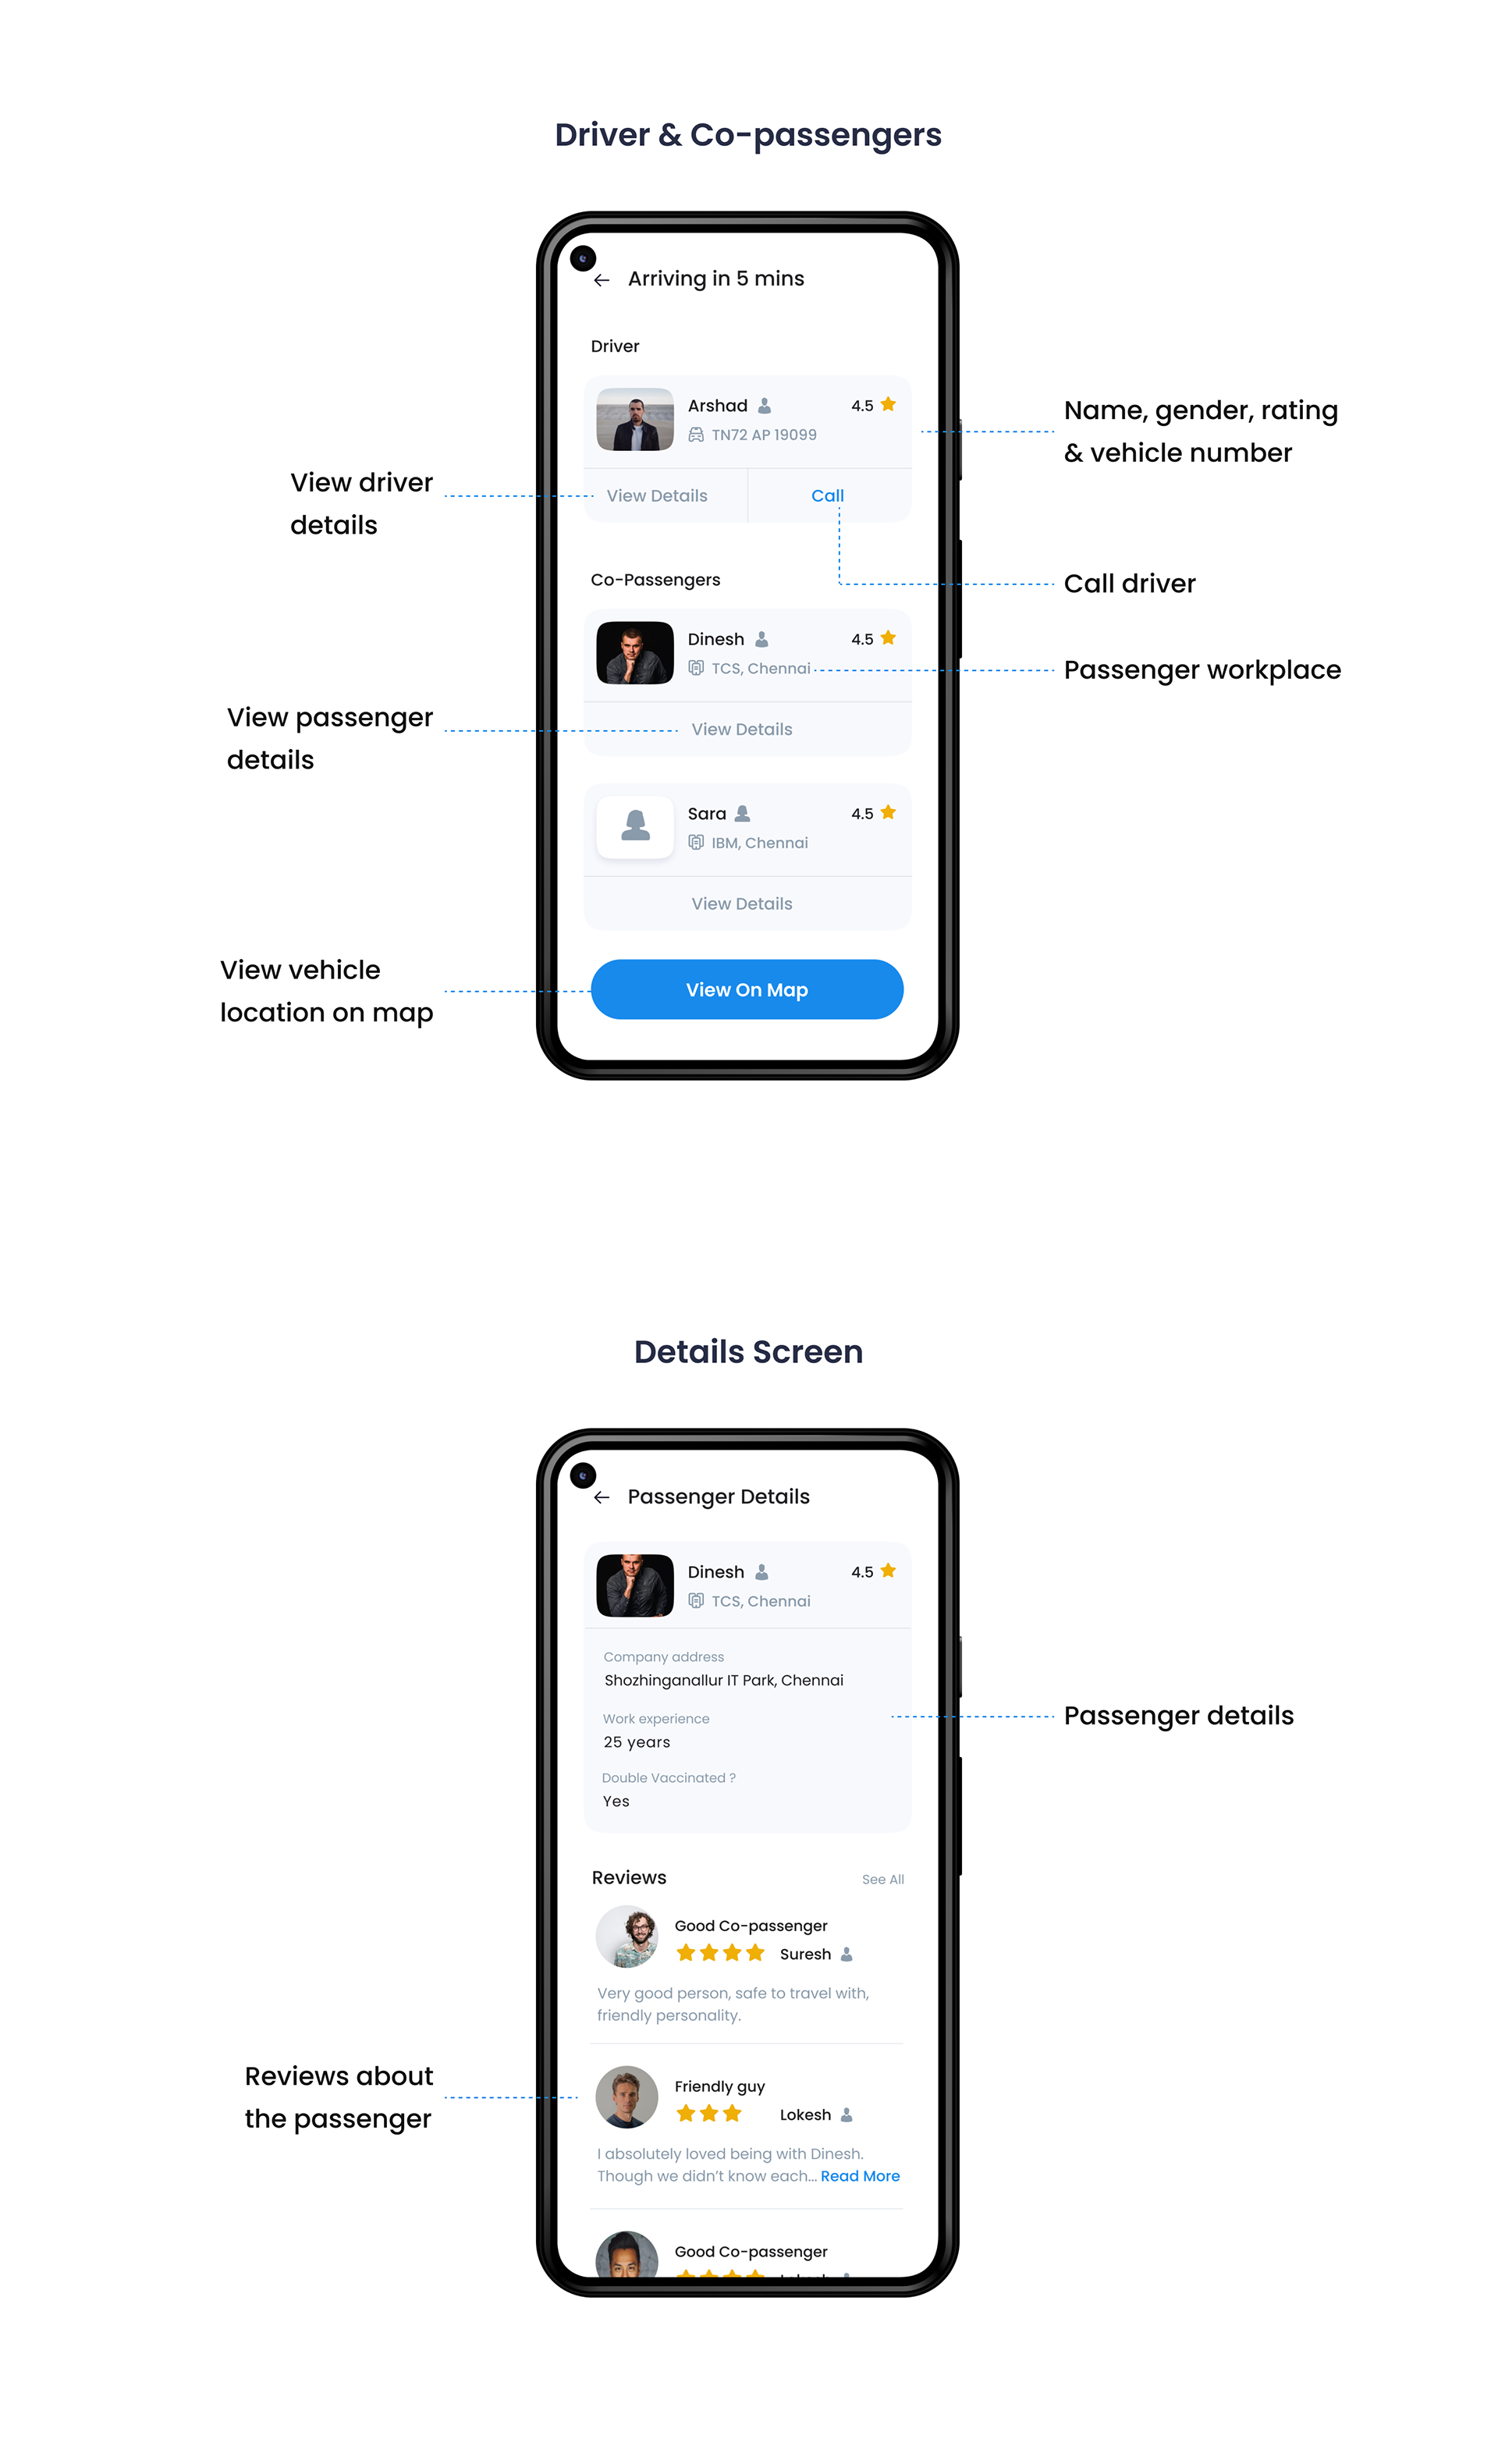 Driver & Co-passengers
Arriving in 5 mins
Driver
Arshad
4.5
TN72 AP 19099
Name, gender, rating
& vehicle number
View driver
details
View Details
Call
Call driver
Co-Passengers
Dinesh
4.5
TCS, Chennai
Passenger workplace
View passenger
details
View Details
Sara
4.5
IBM, Chennai
View Details
View vehicle
location on map
View On Map
Details Screen
Passenger Details
Dinesh
4.5
TCS, Chennai
Company address
Shozhinganallur IT Park, Chennai
Work experience
25 years
Double Vaccinated ?
Yes
Passenger details
Reviews
See All
Good Co-passenger
Suresh
Very good person, safe to travel with,
friendly personality.
Reviews about
the passenger
Friendly guy
Lokesh
I absolutely loved being with Dinesh.
Though we didn't know each... Read More
Good Co-passenger